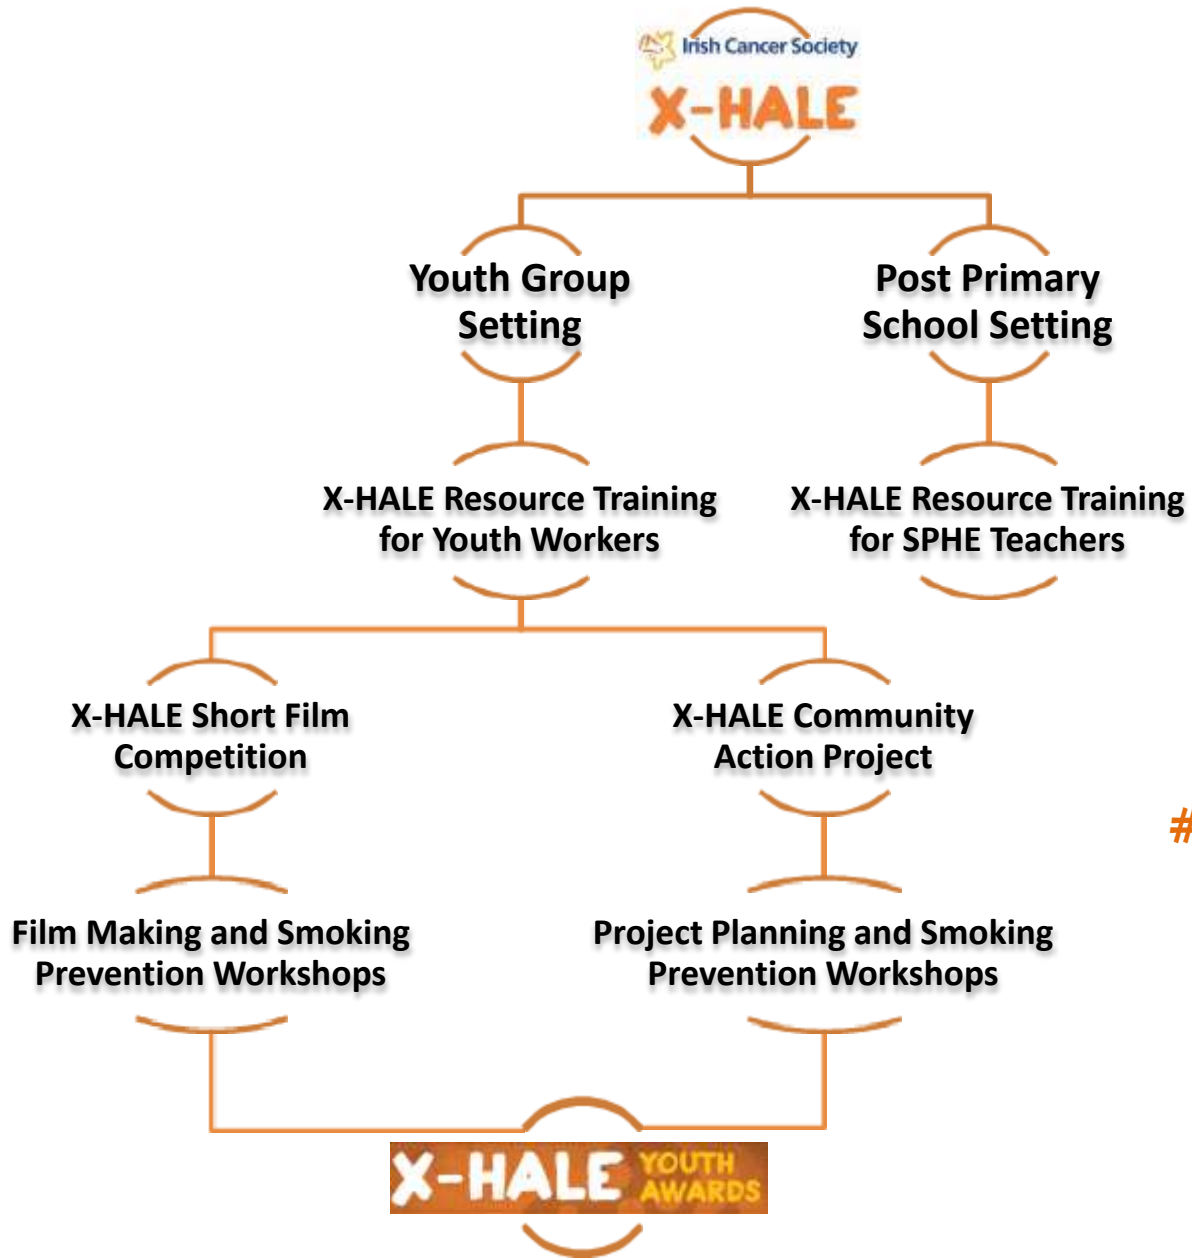 Irish Cancer Society
X-HALE
Youth Group
Setting
Post Primary
School Setting
X-HALE Resource Training
for Youth Workers
X-HALE Resource Training
for SPHE Teachers
X-HALE Short Film
Competition
X-HALE Community
Action Project
#
Film Making and Smoking
Prevention Workshops
Project Planning and Smoking
Prevention Workshops
X-HALE YOUTH
AWARDS